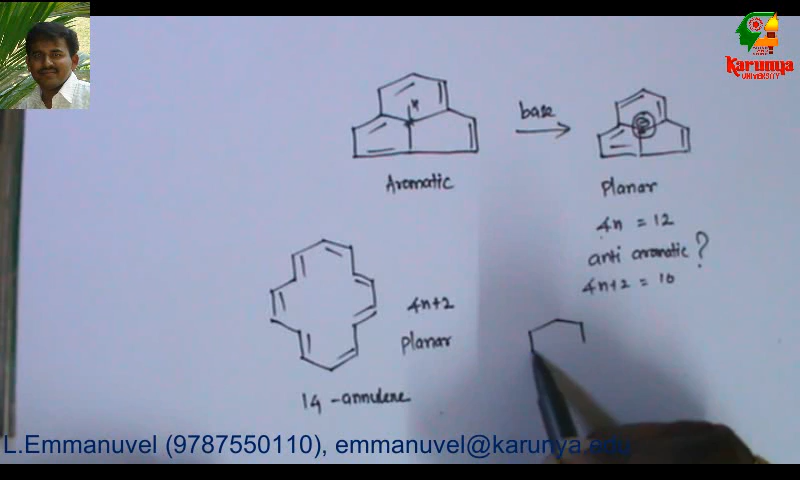 Karunya
UNIVERSITY
H
base
Aromatic
Planar
4n = 12
anti aromatic ?
4n+2 = 10
4n+2
Planar
14 -annulene
L.Emmanuvel (9787550110), emmanuvel@karunya.edu